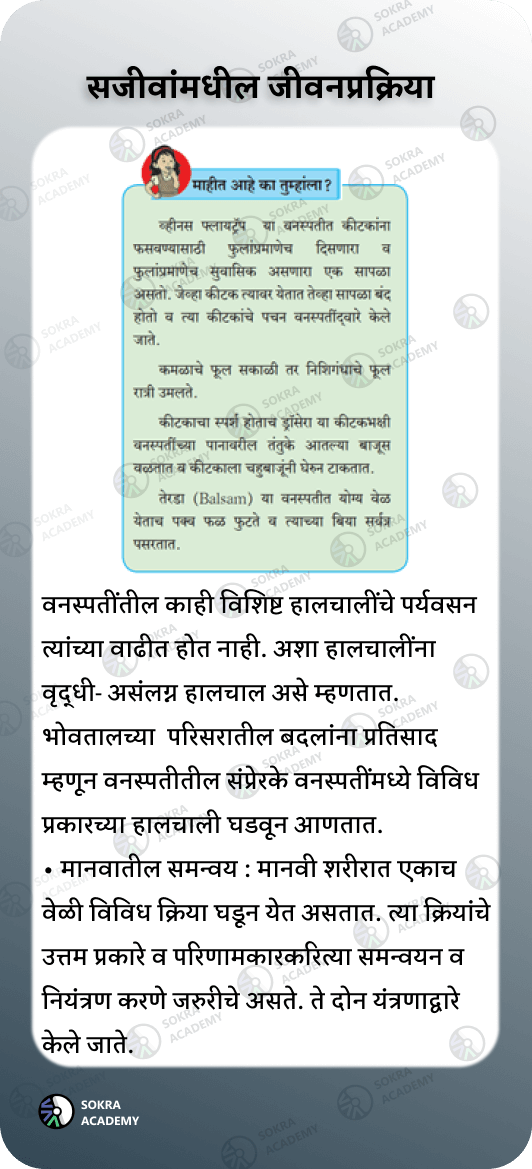 सजीवांमधील जीवनप्रक्रिया
माहीत आहे का तुम्हांला?
व्हीनस फ्लायट्रॅप या वनस्पतीत कीटकांना
फसवण्यासाठी फुलांप्रमाणेच दिसणारा व
फुलांप्रमाणेच सुवासिक असणारा एक सापळा
असतो. जेव्हा कीटक त्यावर येतात तेव्हा सापळा बंद
होतो व त्या कीटकांचे पचन वनस्पतींद्वारे केले
जाते.
कमळाचे फूल सकाळी तर निशिगंधाचे फूल
रात्री उमलते.
कीटकाचा स्पर्श होताच ड्रॉसेरा या कीटकभक्षी
वनस्पतींच्या पानावरील तंतुके आतल्या बाजूस
वळतात व कीटकाला चहुबाजूंनी घेरुन टाकतात.
तेरडा (Balsam) या वनस्पतीत योग्य वेळ
येताच पक्व फळ फुटते व त्याच्या बिया सर्वत्र
पसरतात.
वनस्पतींतील काही विशिष्ट हालचालींचे पर्यवसन
त्यांच्या वाढीत होत नाही. अशा हालचालींना
वृद्धी- असंलग्न हालचाल असे म्हणतात.
भोवतालच्या परिसरातील बदलांना प्रतिसाद
म्हणून वनस्पतीतील संप्रेरके वनस्पतींमध्ये विविध
प्रकारच्या हालचाली घडवून आणतात.
• मानवातील समन्वय : मानवी शरीरात एकाच
वेळी विविध क्रिया घडून येत असतात. त्या क्रियांचे
उत्तम प्रकारे व परिणामकारकरित्या समन्वयन व
नियंत्रण करणे जरुरीचे असते. ते दोन यंत्रणाद्वारे
केले जाते.
SOKRA
ACADEMY